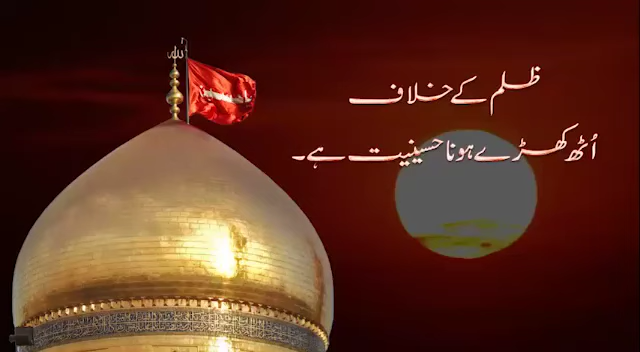 ظلم کے خلاف
اُٹھ کھڑے ہونا حسینیت ہے۔